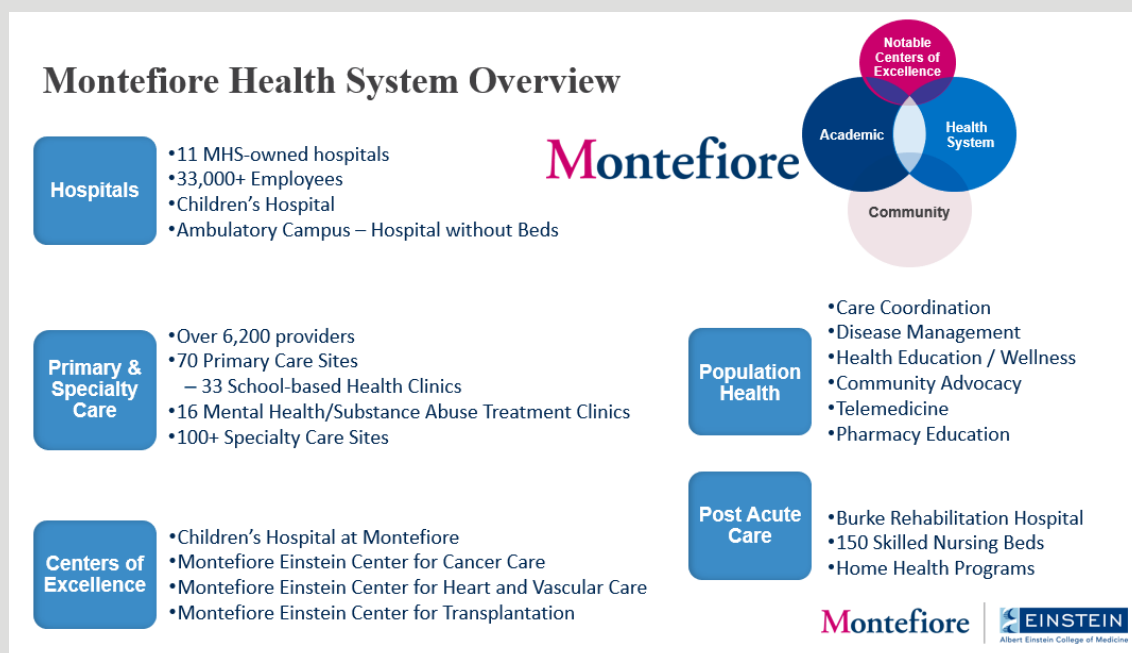 Montefiore Health System Overview
Montefiore
Notable
Centers of
Excellence
Academic
Health
System
Community
Hospitals
•11 MHS-owned hospitals
•33,000+ Employees
•Children’s Hospital
•Ambulatory Campus – Hospital without Beds
Primary &
Specialty
Care
•Over 6,200 providers
•70 Primary Care Sites
– 33 School-based Health Clinics
•16 Mental Health/Substance Abuse Treatment Clinics
•100+ Specialty Care Sites
Centers of
Excellence
•Children’s Hospital at Montefiore
•Montefiore Einstein Center for Cancer Care
•Montefiore Einstein Center for Heart and Vascular Care
•Montefiore Einstein Center for Transplantation
Population
Health
•Care Coordination
•Disease Management
•Health Education / Wellness
•Community Advocacy
•Telemedicine
•Pharmacy Education
Post Acute
Care
•Burke Rehabilitation Hospital
•150 Skilled Nursing Beds
•Home Health Programs
Montefiore
EINSTEIN
Albert Einstein College of Medicine